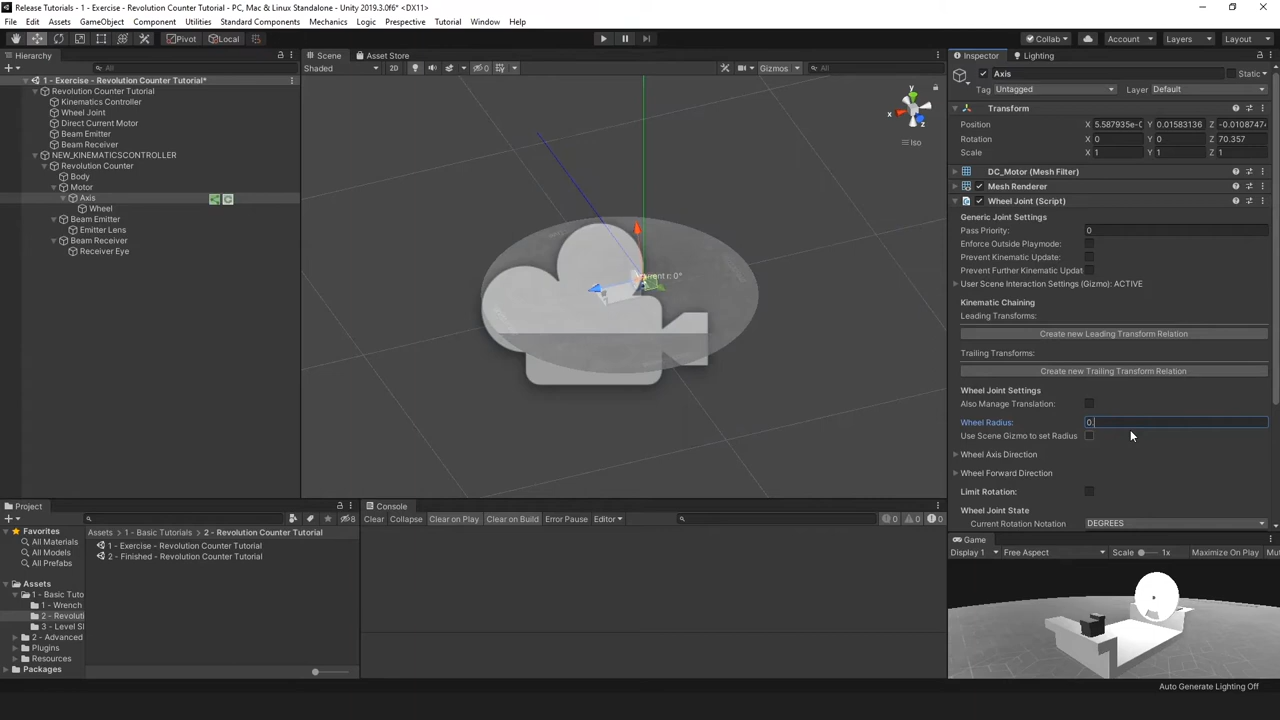 Release Tutorials - 1 - Exercise - Revolution Counter Tutorial* - PC, Mac & Linux Standalone - Unity 2019.3.0f6* <DX11>
File Edit Assets GameObject Component Utilities Standard Components Mechanics Logic Perspective Tutorial Window Help
Pivot Local Collab Account Layers Layout
Hierarchy
All
1 - Exercise - Revolution Counter Tutorial*
Revolution Counter Tutorial
Kinematics Controller
Wheel Joint
Direct Current Motor
Beam Emitter
Beam Receiver
NEW_KINEMATICSCONTROLLER
Revolution Counter
Body
Motor
Axis
Wheel
Beam Emitter
Emitter Lens
Beam Receiver
Receiver Eye
Scene Asset Store
Shaded 2D 0 Gizmos All
y
x
z
Iso
urrent r: 0°
Inspector Lighting
Axis Static
Tag Untagged Layer Default
Transform
Position X 5.587935e-0 Y 0.01583136 Z -0.0108747
Rotation X 0 Y 0 Z 70.357
Scale X 1 Y 1 Z 1
DC_Motor (Mesh Filter)
Mesh Renderer
Wheel Joint (Script)
Generic Joint Settings
Pass Priority: 0
Enforce Outside Playmode:
Prevent Kinematic Update:
Prevent Further Kinematic Updat
User Scene Interaction Settings (Gizmo): ACTIVE
Kinematic Chaining
Leading Transforms:
Create new Leading Transform Relation
Trailing Transforms:
Create new Trailing Transform Relation
Wheel Joint Settings
Also Manage Translation:
Wheel Radius: 0.
Use Scene Gizmo to set Radius
Wheel Axis Direction
Wheel Forward Direction
Limit Rotation:
Wheel Joint State
Current Rotation Notation DEGREES
Project
8
Favorites
All Materials
All Models
All Prefabs
Assets
1 - Basic Tuto
1 - Wrench
2 - Revoluti
3 - Level Sl
2 - Advanced
Plugins
Resources
Packages
Assets 1 - Basic Tutorials 2 - Revolution Counter Tutorial
1 - Exercise - Revolution Counter Tutorial
2 - Finished - Revolution Counter Tutorial
Console
Clear Collapse Clear on Play Clear on Build Error Pause Editor 0 0 0
Game
Display 1 Free Aspect Scale 1x Maximize On Play Mu
Auto Generate Lighting Off